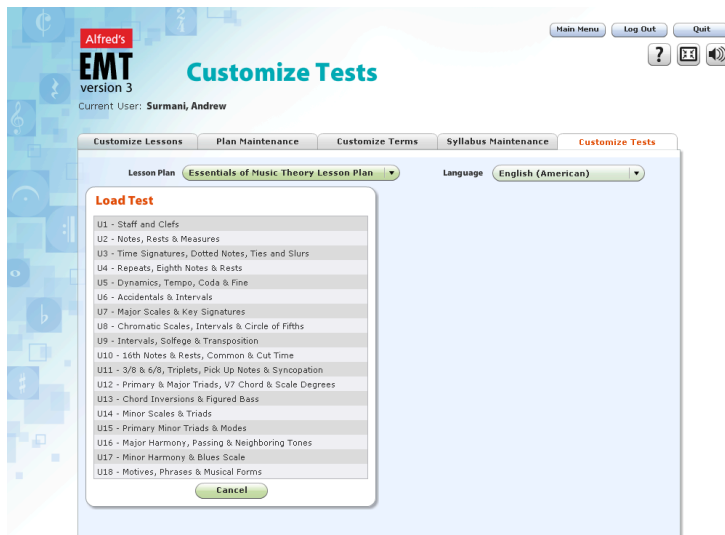 Main Menu Log Out Quit
Alfred's
EMT
version 3
Customize Tests
?
Current User: Surmani, Andrew
Customize Lessons Plan Maintenance Customize Terms Syllabus Maintenance Customize Tests
Lesson Plan Essentials of Music Theory Lesson Plan Language English (American)
Load Test
U1 - Staff and Clefs
U2 - Notes, Rests & Measures
U3 - Time Signatures, Dotted Notes, Ties and Slurs
U4 - Repeats, Eighth Notes & Rests
U5 - Dynamics, Tempo, Coda & Fine
U6 - Accidentals & Intervals
U7 - Major Scales & Key Signatures
U8 - Chromatic Scales, Intervals & Circle of Fifths
U9 - Intervals, Solfege & Transposition
U10 - 16th Notes & Rests, Common & Cut Time
U11 - 3/8 & 6/8, Triplets, Pick Up Notes & Syncopation
U12 - Primary & Major Triads, V7 Chord & Scale Degrees
U13 - Chord Inversions & Figured Bass
U14 - Minor Scales & Triads
U15 - Primary Minor Triads & Modes
U16 - Major Harmony, Passing & Neighboring Tones
U17 - Minor Harmony & Blues Scale
U18 - Motives, Phrases & Musical Forms
Cancel